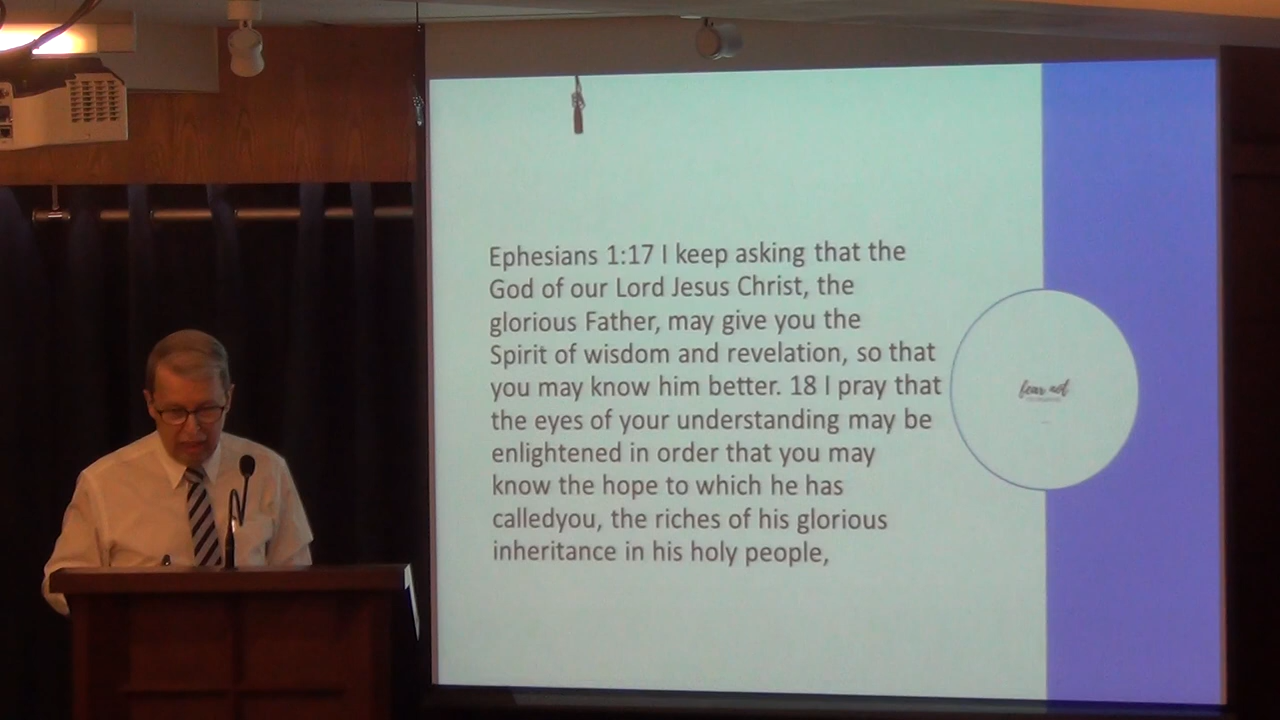 Ephesians 1:17 I keep asking that the
God of our Lord Jesus Christ, the
glorious Father, may give you the
Spirit of wisdom and revelation, so that
you may know him better. 18 I pray that
the eyes of your understanding may be
enlightened in order that you may
know the hope to which he has
calledyou, the riches of his glorious
inheritance in his holy people,
fear not